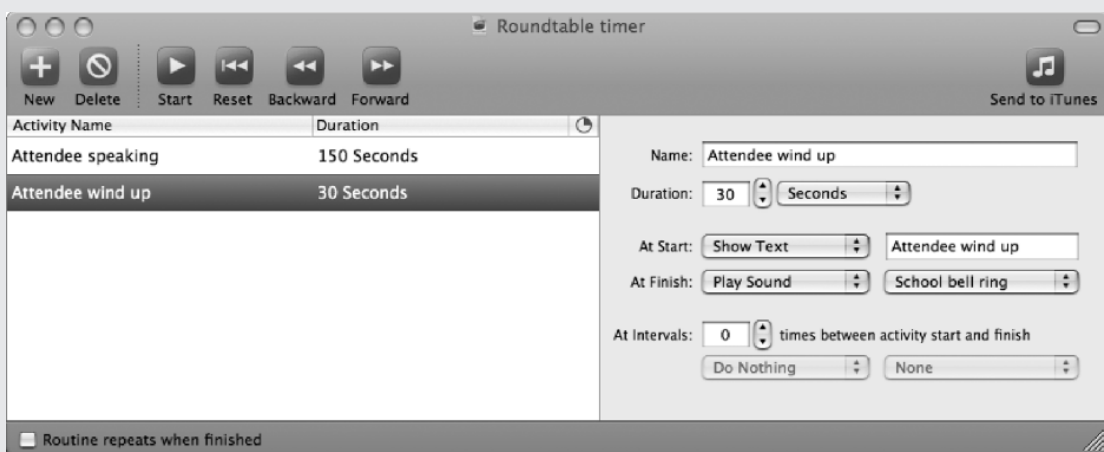 Roundtable timer
New Delete Start Reset Backward Forward Send to iTunes
Activity Name Duration
Attendee speaking 150 Seconds
Attendee wind up 30 Seconds
Name: Attendee wind up
Duration: 30 Seconds
At Start: Show Text Attendee wind up
At Finish: Play Sound School bell ring
At Intervals: 0 times between activity start and finish
Do Nothing None
Routine repeats when finished